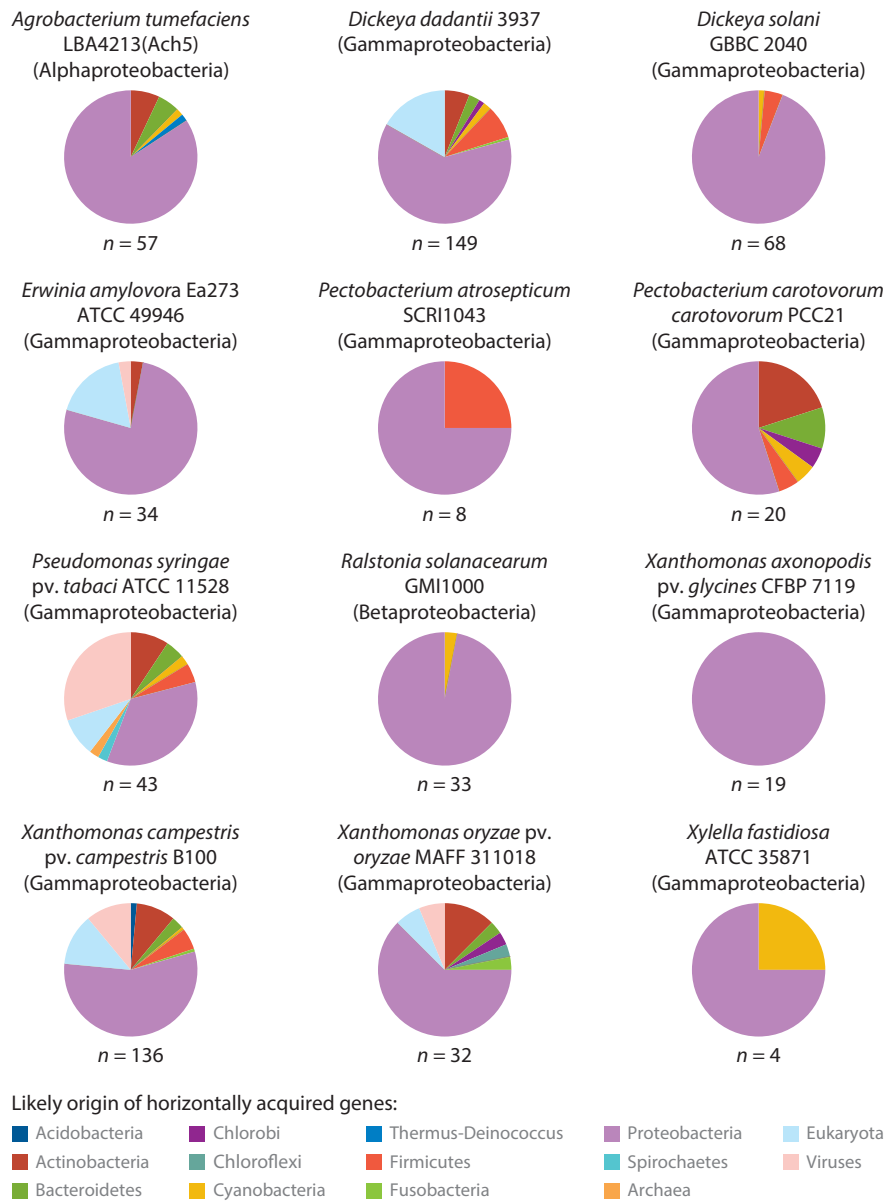 Agrobacterium tumefaciens
LBA4213(Ach5)
(Alphaproteobacteria)
n = 57
Dickeya dadantii 3937
(Gammaproteobacteria)
n = 149
Dickeya solani
GBBC 2040
(Gammaproteobacteria)
n = 68
Erwinia amylovora Ea273
ATCC 49946
(Gammaproteobacteria)
n = 34
Pectobacterium atrosepticum
SCRI1043
(Gammaproteobacteria)
n = 8
Pectobacterium carotovorum
carotovorum PCC21
(Gammaproteobacteria)
n = 20
Pseudomonas syringae
pv. tabaci ATCC 11528
(Gammaproteobacteria)
n = 43
Ralstonia solanacearum
GMI1000
(Betaproteobacteria)
n = 33
Xanthomonas axonopodis
pv. glycines CFBP 7119
(Gammaproteobacteria)
n = 19
Xanthomonas campestris
pv. campestris B100
(Gammaproteobacteria)
n = 136
Xanthomonas oryzae pv.
oryzae MAFF 311018
(Gammaproteobacteria)
n = 32
Xylella fastidiosa
ATCC 35871
(Gammaproteobacteria)
n = 4
Likely origin of horizontally acquired genes:
Acidobacteria
Actinobacteria
Bacteroidetes
Chlorobi
Chloroflexi
Cyanobacteria
Thermus-Deinococcus
Firmicutes
Fusobacteria
Proteobacteria
Spirochaetes
Archaea
Eukaryota
Viruses